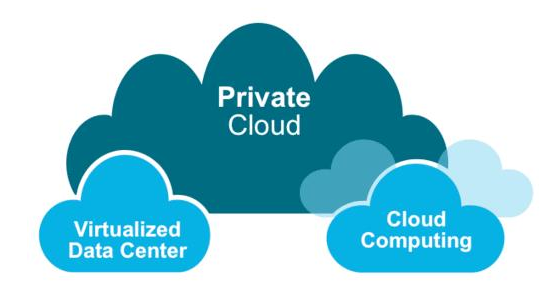 Private
Cloud
Virtualized
Data Center
Cloud
Computing